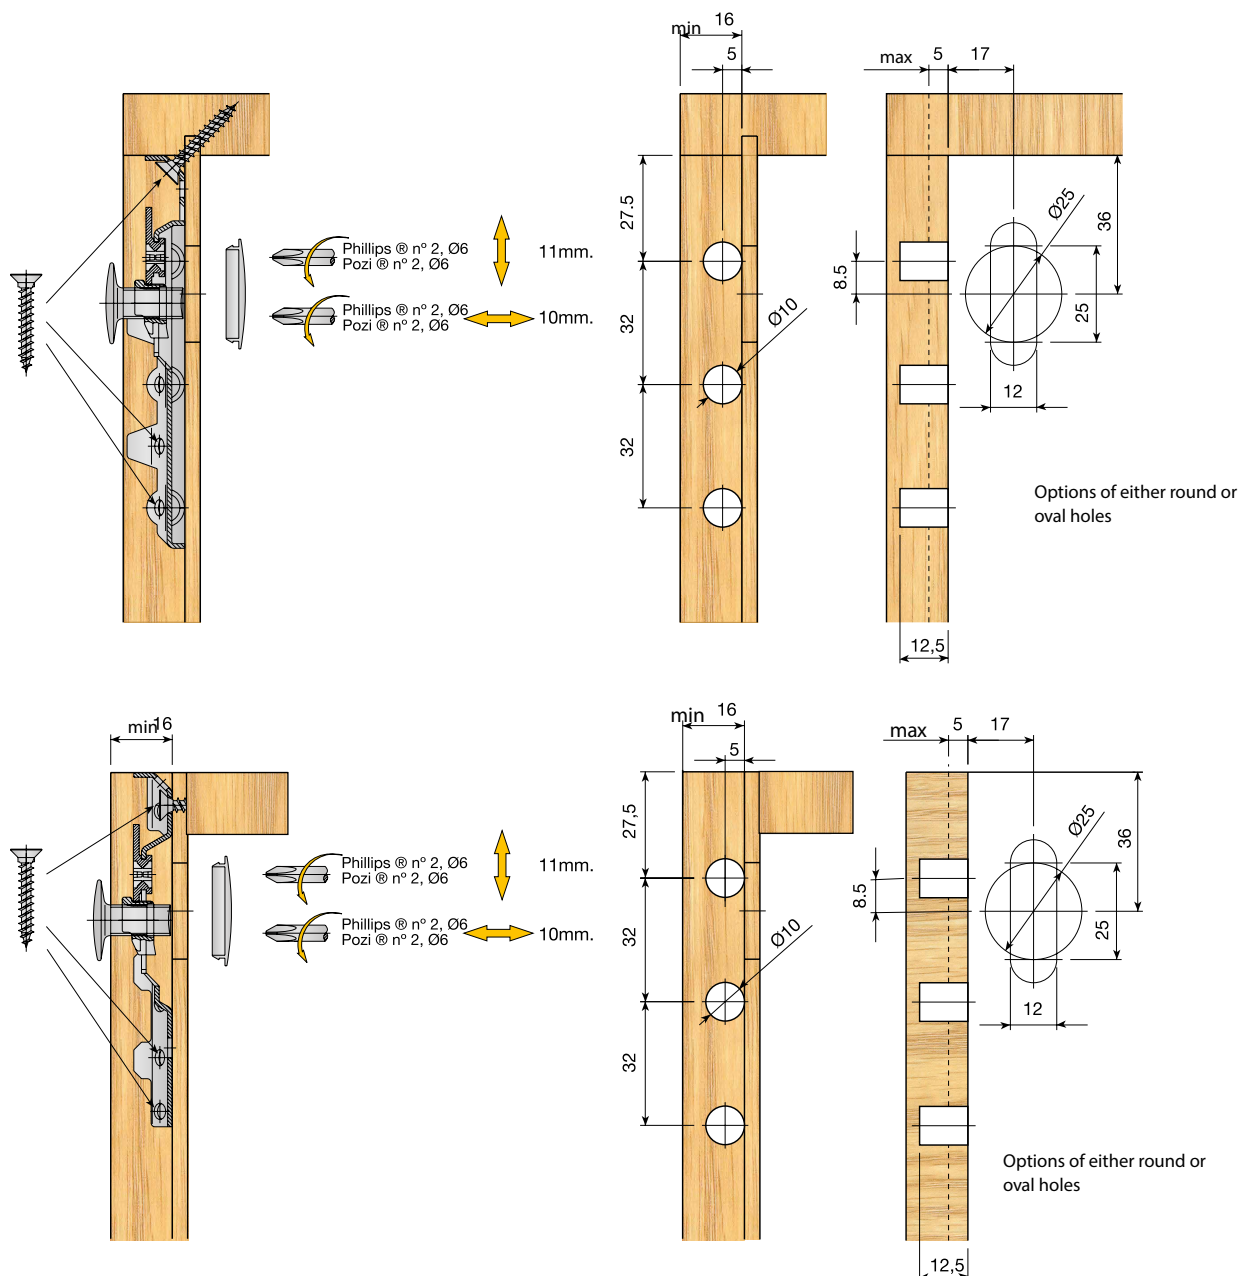 min 16
5
max 5 17
27.5
Ø25
36
Phillips ® nº 2, Ø6
Pozi ® nº 2, Ø6
11mm.
8.5
25
Phillips ® nº 2, Ø6
Pozi ® nº 2, Ø6
10mm.
32
Ø10
12
32
Options of either round or
oval holes
12,5
min 16
min 16
5
max 5 17
27,5
Ø25
36
Phillips ® nº 2, Ø6
Pozi ® nº 2, Ø6
11mm.
8.5
25
Phillips ® nº 2, Ø6
Pozi ® nº 2, Ø6
10mm.
32
Ø10
12
32
Options of either round or
oval holes
12,5